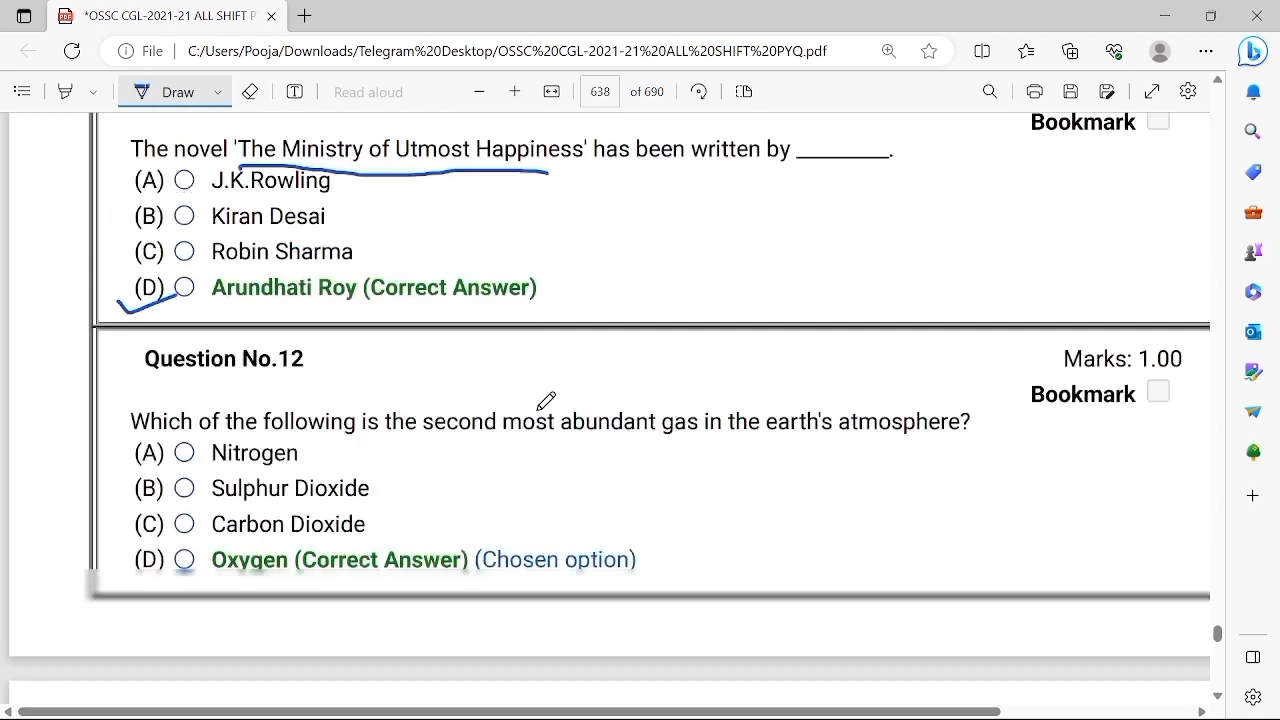 *OSSC CGL-2021-21 ALL SHIFT P
File
C:/Users/Pooja/Downloads/Telegram%20Desktop/OSSC%20CGL-2021-21%20ALL%20SHIFT%20PYQ.pdf
Draw
Read aloud
638
of 690
Bookmark
The novel 'The Ministry of Utmost Happiness' has been written by ________.
(A) J.K.Rowling
(B) Kiran Desai
(C) Robin Sharma
(D) Arundhati Roy (Correct Answer)
Question No.12
Marks: 1.00
Bookmark
Which of the following is the second most abundant gas in the earth's atmosphere?
(A) Nitrogen
(B) Sulphur Dioxide
(C) Carbon Dioxide
(D) Oxygen (Correct Answer) (Chosen option)